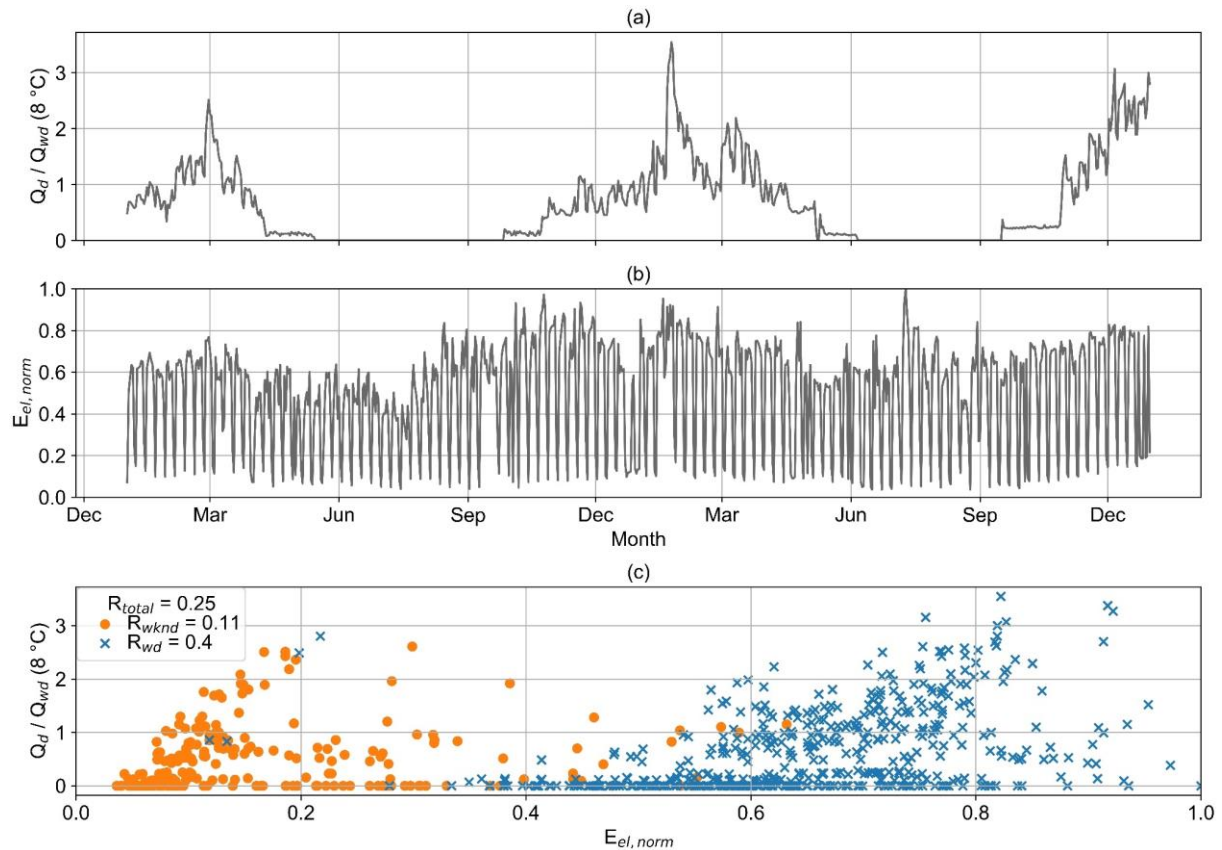 (a)
Q_d / Q_wd (8 °C)
3
2
1
0
(b)
E_el,norm
1.0
0.8
0.6
0.4
0.2
0.0
Dec Mar Jun Sep Dec Mar Jun Sep Dec
Month
(c)
Q_d / Q_wd (8 °C)
3
2
1
0
R_total = 0.25
R_wknd = 0.11
R_wd = 0.4
0.0 0.2 0.4 0.6 0.8 1.0
E_el,norm